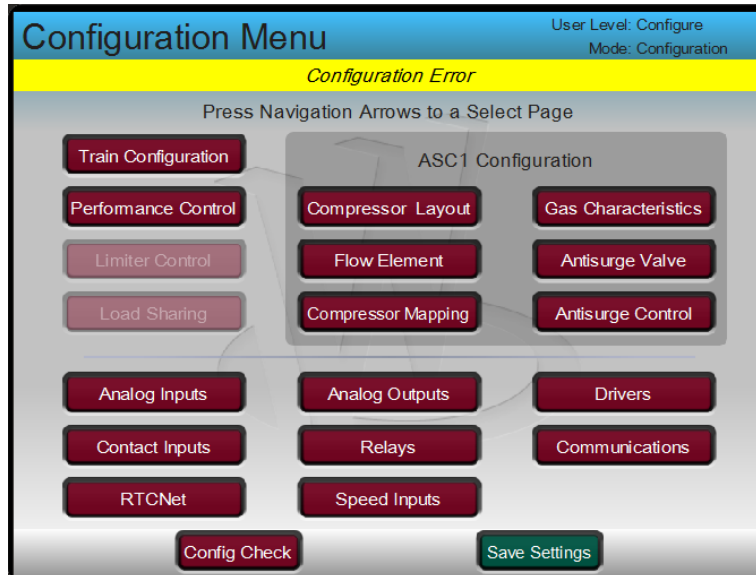 Configuration Menu
User Level: Configure
Mode: Configuration
Configuration Error
Press Navigation Arrows to a Select Page
Train Configuration
ASC1 Configuration
Performance Control
Compressor Layout
Gas Characteristics
Limiter Control
Flow Element
Antisurge Valve
Load Sharing
Compressor Mapping
Antisurge Control
Analog Inputs
Analog Outputs
Drivers
Contact Inputs
Relays
Communications
RTCNet
Speed Inputs
Config Check
Save Settings